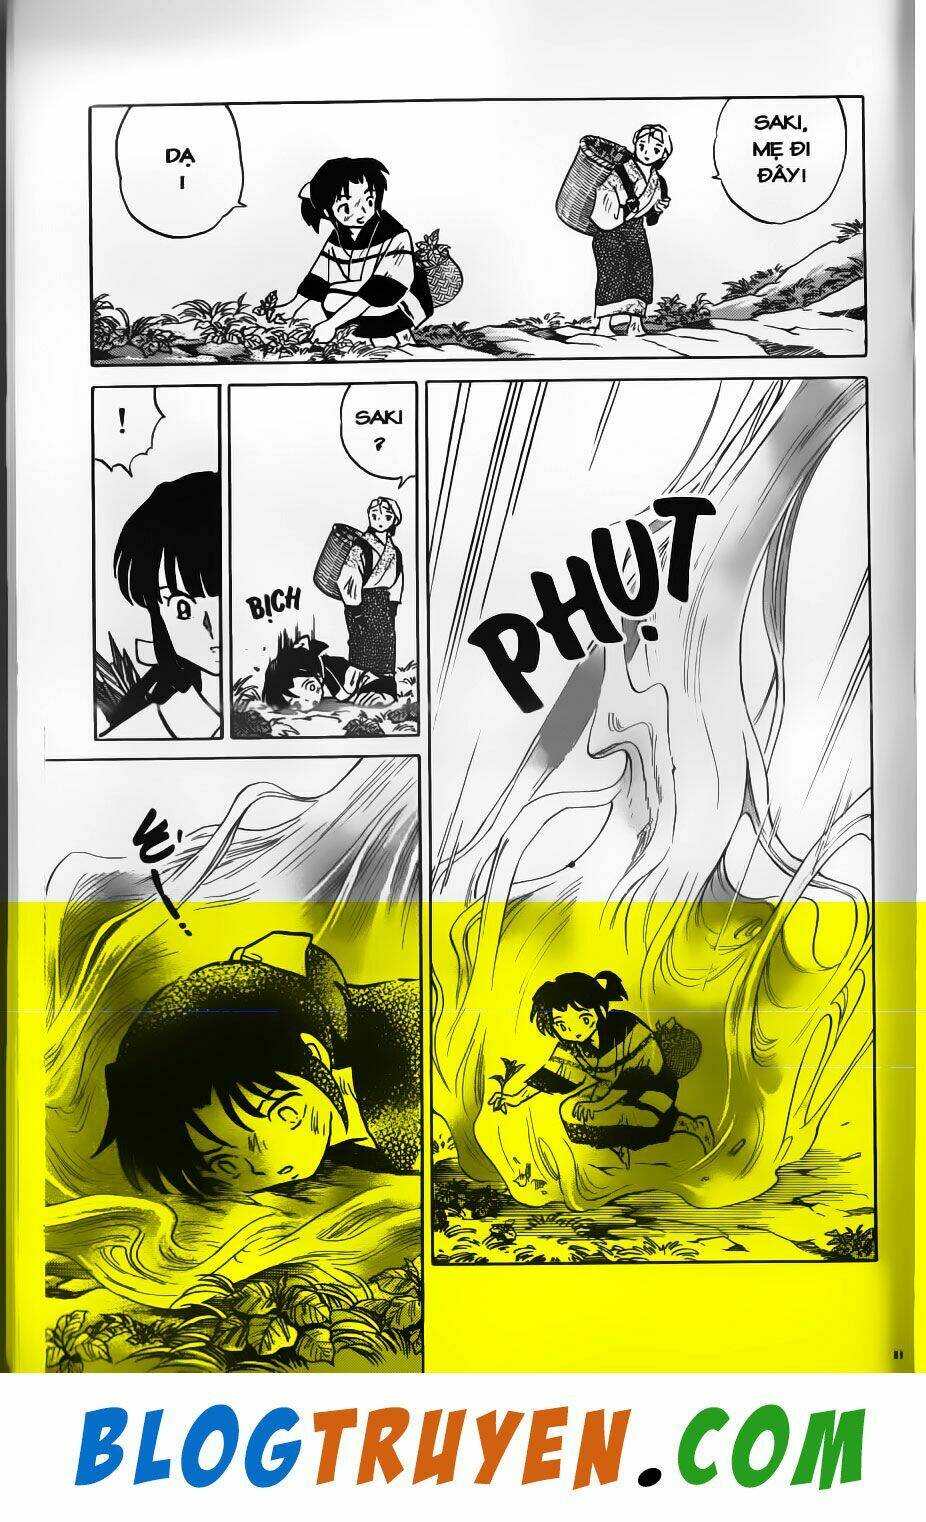 SAKI,
MẸ ĐI
ĐÂY!
DẠ
!
PHỤT
SAKI
?
BỊCH
!
BLOGTRUYEN.COM